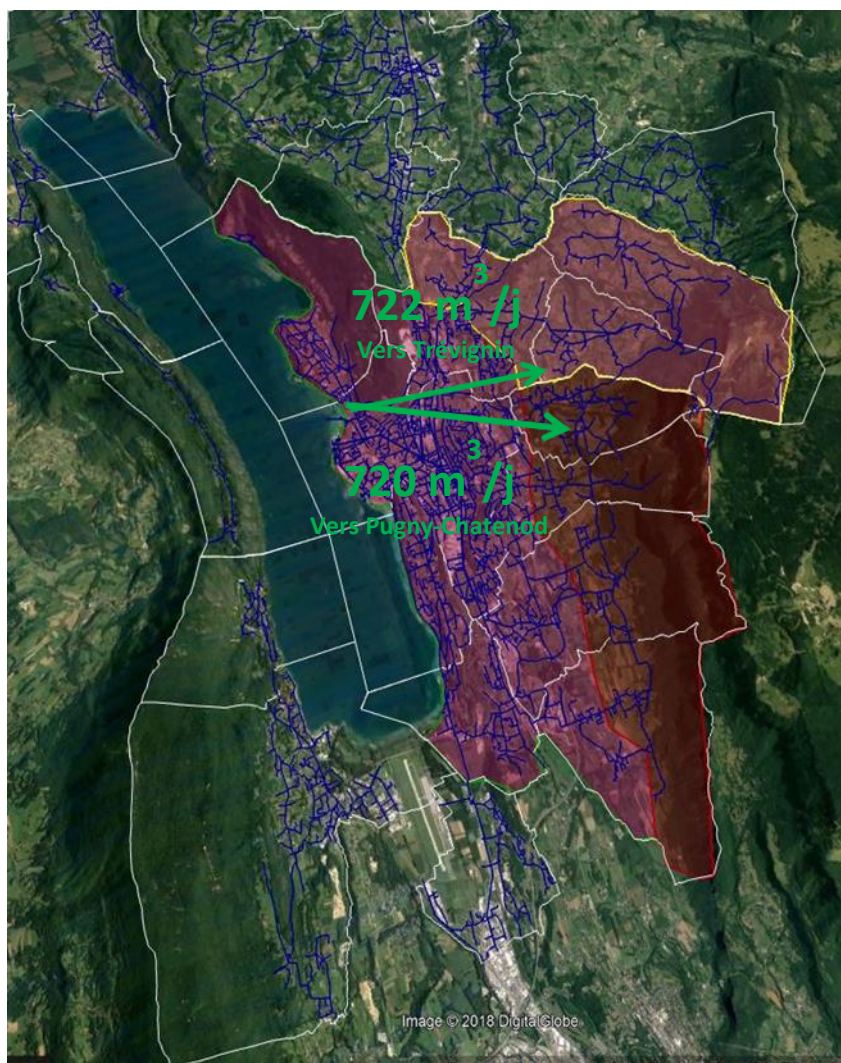 722 m³/j
Vers Trévignin
720 m³/j
Vers Pugny-Chatenod
Image © 2018 DigitalGlobe